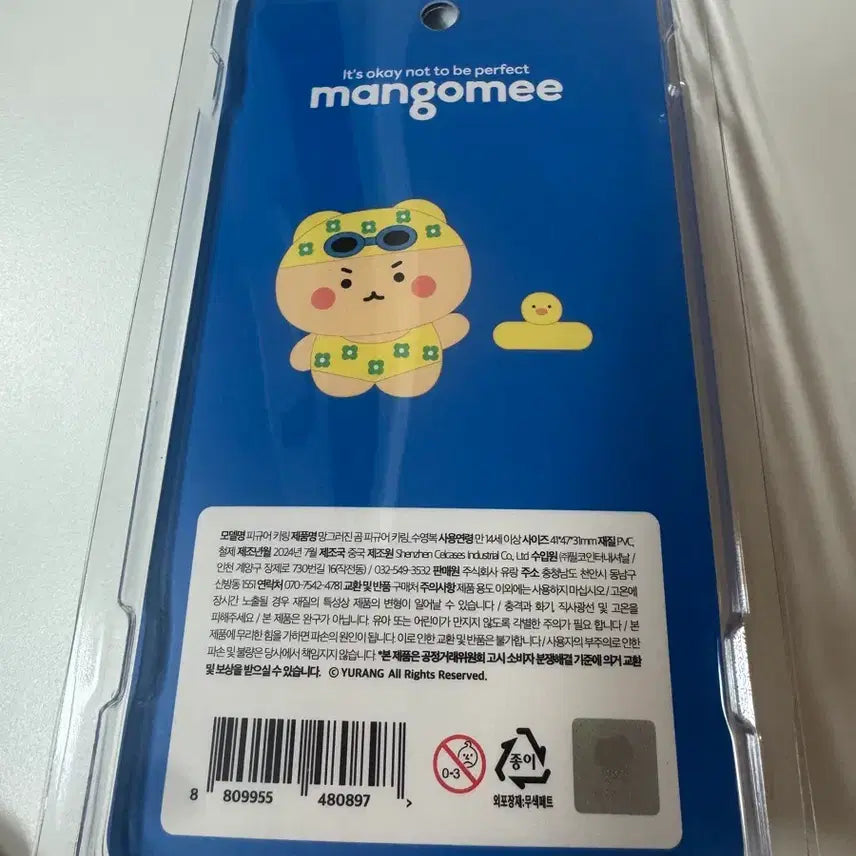 It's okay not to be perfect
mangomee
모델명 피규어 키링 제품명 망그러진 곰 피규어 키링_수영복 사용연령 만 14세 이상 사이즈 41*47*31mm 재질 PVC,
철제 제조년월 2024년 7월 제조국 중국 제조원 Shenzhen Ceicases Industrial Co., Ltd 수입원 ㈜필코인터내셔날 /
인천 계양구 장제로 730번길 16(작전동) / 032-549-3532 판매원 주식회사 유랑 주소 충청남도 천안시 동남구
신방동 1551 연락처 070-7542-4781 교환 및 반품 구매처 주의사항 제품 용도 이외에는 사용하지 마십시오 / 고온에
장시간 노출될 경우 재질의 특성상 제품의 변형이 일어날 수 있습니다 / 충격과 화기, 직사광선 및 고온을
피해주세요 / 본 제품은 완구가 아닙니다. 유아 또는 어린이가 만지지 않도록 각별한 주의가 필요 합니다 / 본
제품에 무리한 힘을 가하면 파손의 원인이 됩니다. 이로 인한 교환 및 반품은 불가합니다 / 사용자의 부주의로 인한
파손 및 불량은 당사에서 책임지지 않습니다. *본 제품은 공정거래위원회 고시 소비자 분쟁해결 기준에 의거 교환
및 보상을 받으실 수 있습니다. © YURANG All Rights Reserved.
8 809955 480897 >
0-3
종이
외포장재:무색페트